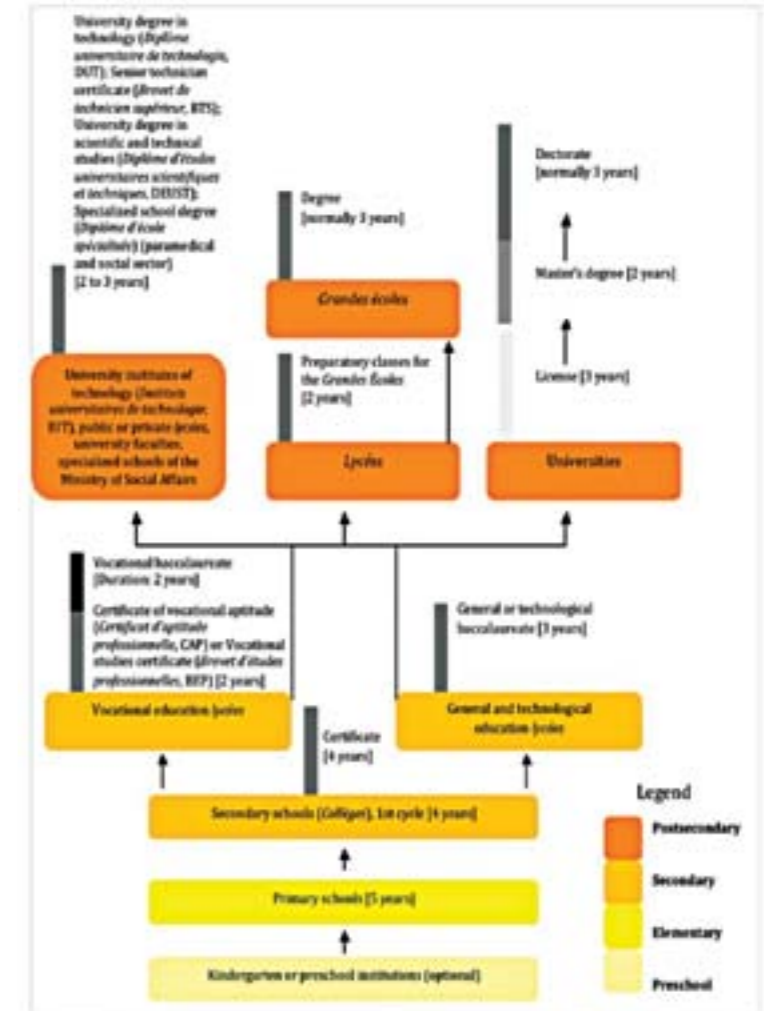 University degree in
technology (Diplôme
universitaire de technologie,
DUT); Senior technician
certificate (Brevet de
technicien supérieur, BTS);
University degree in
scientific and technical
studies (Diplôme d'études
universitaires scientifiques
et techniques, DEUST);
Specialized school degree
(Diplôme d'école
spécialisée) (paramedical
and social sector)
[2 to 3 years]
Degree
[normally 3 years]
Doctorate
[normally 3 years]
Master's degree [2 years]
License [3 years]
Grandes écoles
Preparatory classes for
the Grandes Écoles
[2 years]
University institutes of
technology (Instituts
universitaires de technologie,
IUT), public or private
university faculties,
specialized schools of the
Ministry of Social Affairs
Lycées
Universities
Vocational baccalaureate
[Duration: 2 years]
Certificate of vocational aptitude
(Certificat d'aptitude
professionnelle, CAP) or Vocational
studies certificate (Brevet d'études
professionnelles, BEP) [2 years]
General or technological
baccalaureate [3 years]
Vocational education
General and technological
education
Certificate
[4 years]
Secondary schools (Collèges), 1st cycle [4 years]
Primary schools [5 years]
Kindergarten or preschool institutions (optional)
Legend
Postsecondary
Secondary
Elementary
Preschool